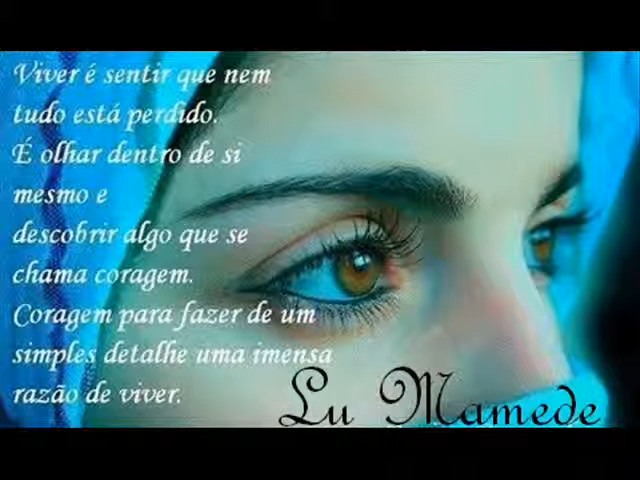 Viver é sentir que nem
tudo está perdido.
É olhar dentro de si
mesmo e
descobrir algo que se
chama coragem.
Coragem para fazer de um
simples detalhe uma imensa
razão de viver.
Lu Mamede